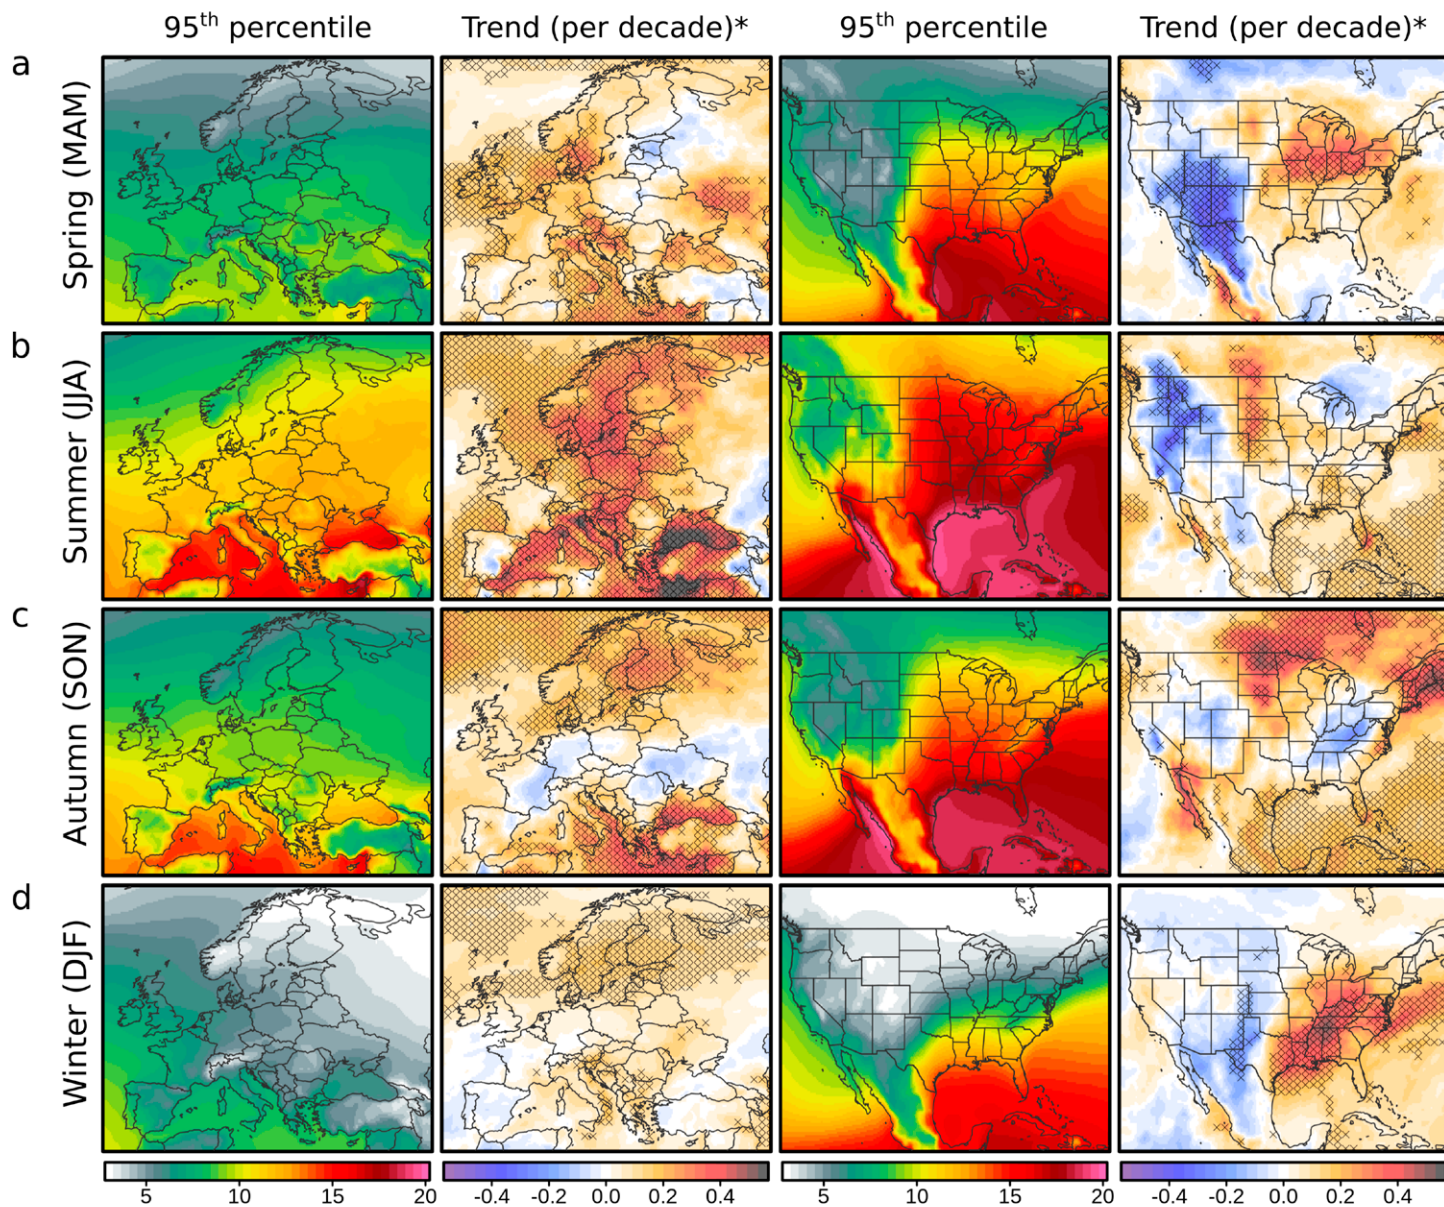 95th percentile Trend (per decade)* 95th percentile Trend (per decade)*
a Spring (MAM)
b Summer (JJA)
c Autumn (SON)
d Winter (DJF)
5 10 15 20 -0.4 -0.2 0.0 0.2 0.4 5 10 15 20 -0.4 -0.2 0.0 0.2 0.4